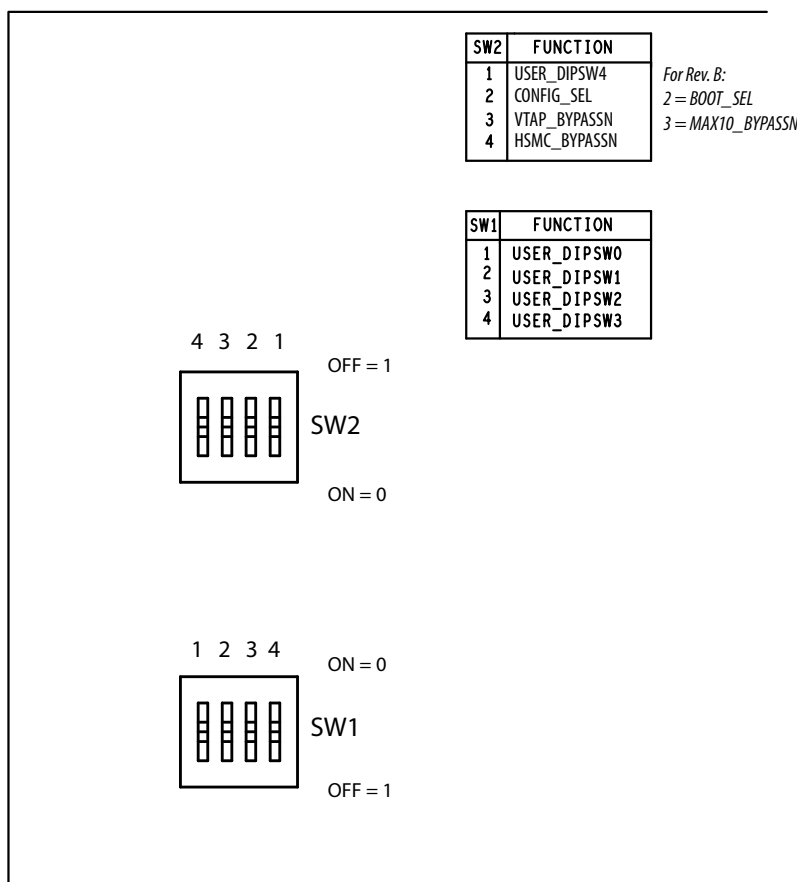 SW2 FUNCTION
1 USER_DIPSW4
2 CONFIG_SEL
3 VTAP_BYPASSN
4 HSMC_BYPASSN
For Rev. B:
2 = BOOT_SEL
3 = MAX10_BYPASSN
SW1 FUNCTION
1 USER_DIPSW0
2 USER_DIPSW1
3 USER_DIPSW2
4 USER_DIPSW3
4 3 2 1
OFF = 1
SW2
ON = 0
1 2 3 4
ON = 0
SW1
OFF = 1